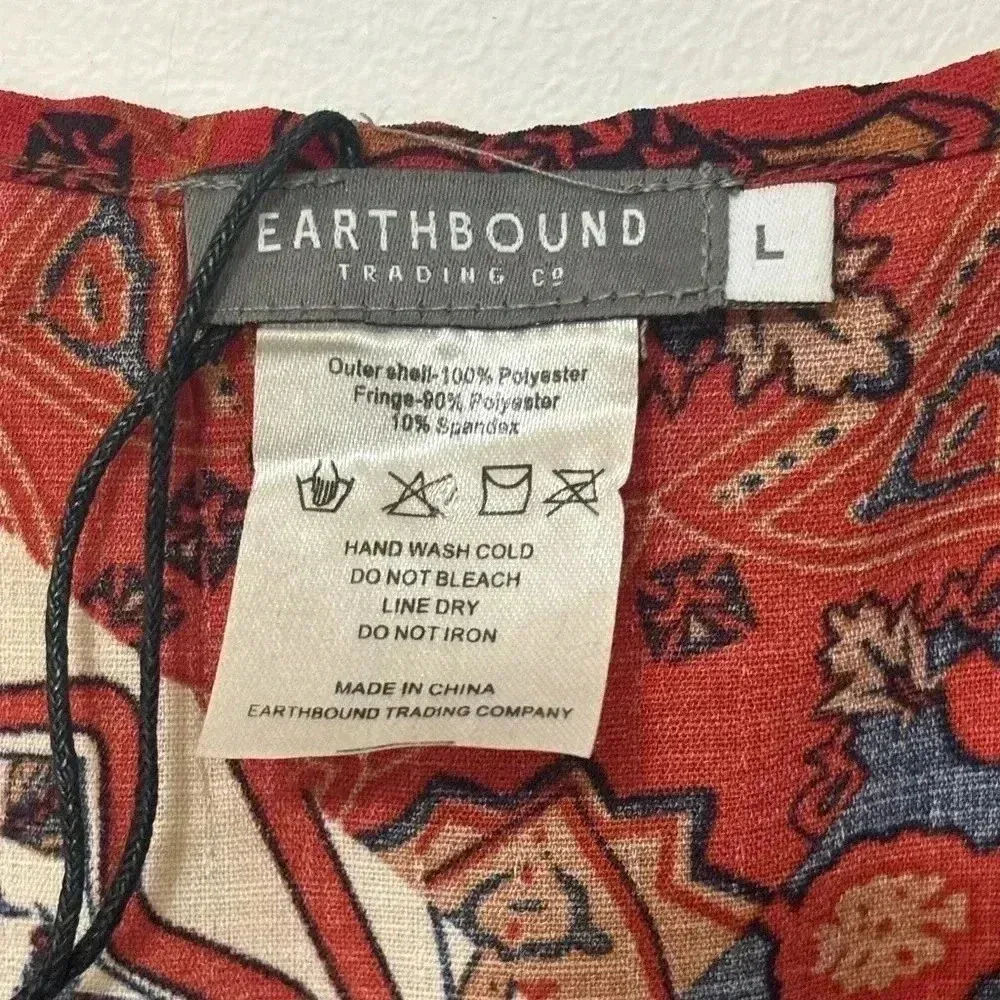 EARTHBOUND
TRADING Cº
L
Outer shell-100% Polyester
Fringe-90% Polyester
10% Spandex
HAND WASH COLD
DO NOT BLEACH
LINE DRY
DO NOT IRON
MADE IN CHINA
EARTHBOUND TRADING COMPANY